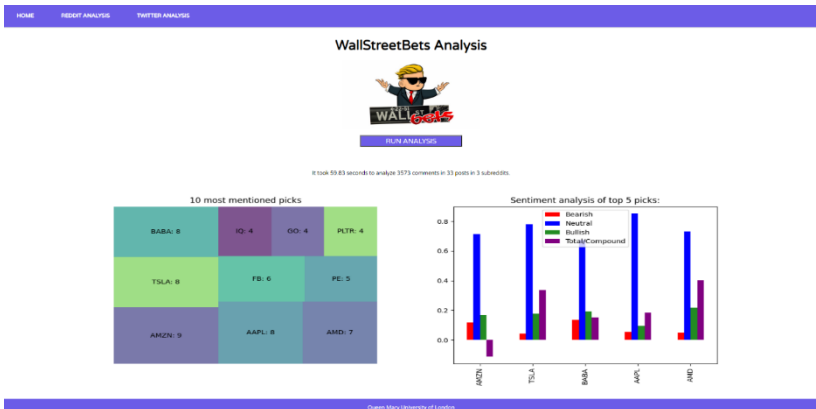 HOME REDDIT ANALYSIS TWITTER ANALYSIS
WallStreetBets Analysis
WALL ST
BETS
RUN ANALYSIS
It took 59.83 seconds to analyze 3573 comments in 33 posts in 3 subreddits.
10 most mentioned picks
BABA: 8
IQ: 4
GO: 4
PLTR: 4
TSLA: 8
FB: 6
PE: 5
AMZN: 9
AAPL: 8
AMD: 7
Sentiment analysis of top 5 picks:
Bearish
Neutral
Bullish
Total/Compound
0.8
0.6
0.4
0.2
0.0
AMZN
TSLA
BABA
AAPL
AMD
Queen Mary University of London